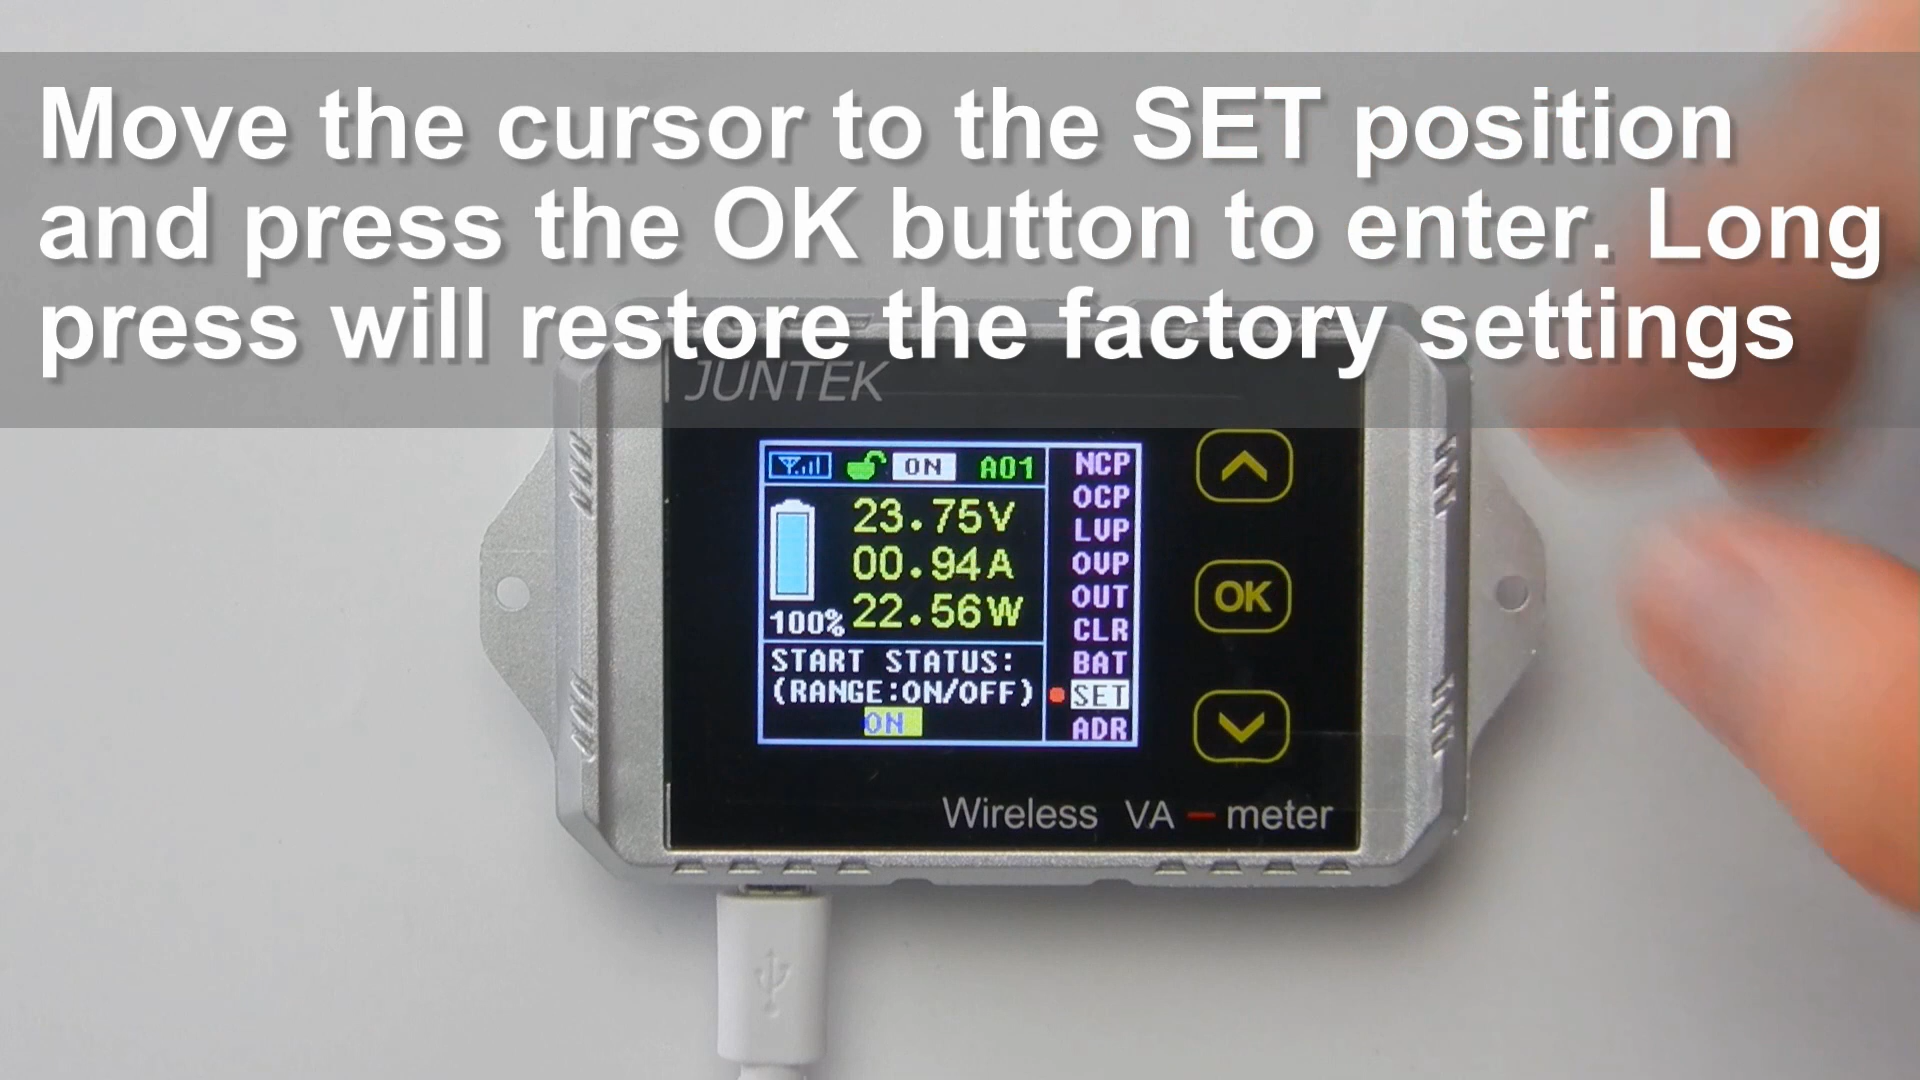 Move the cursor to the SET position
and press the OK button to enter. Long
press will restore the factory settings
JUNTEK
ON A01
23.75V
00.94A
22.56W
100%
START STATUS:
(RANGE:ON/OFF)
ON
NCP
OCP
LVP
OVP
OUT
CLR
BAT
SET
ADR
OK
Wireless VA - meter